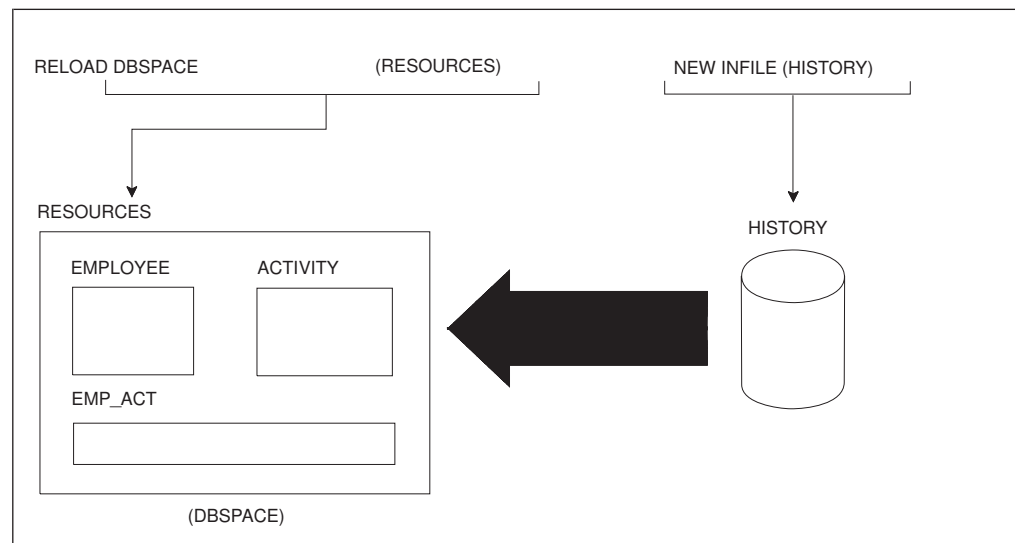 RELOAD DBSPACE (RESOURCES) NEW INFILE (HISTORY)
RESOURCES
HISTORY
EMPLOYEE ACTIVITY
EMP_ACT
(DBSPACE)